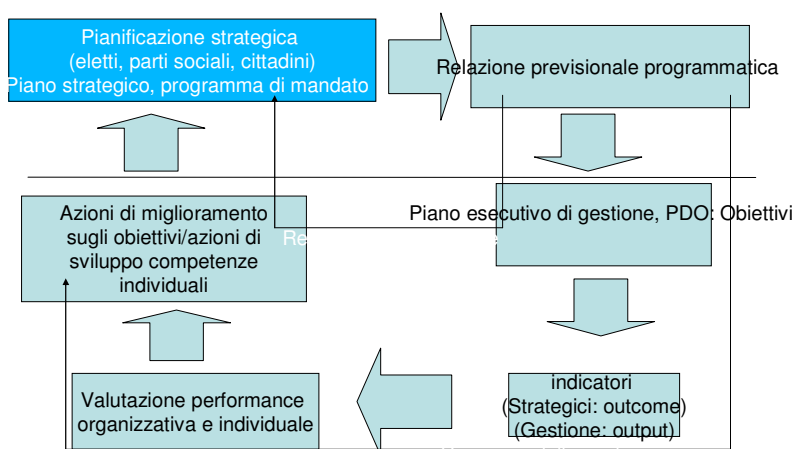 Pianificazione strategica
(eletti, parti sociali, cittadini)
Piano strategico, programma di mandato
Relazione previsionale programmatica
Azioni di miglioramento
sugli obiettivi/azioni di
sviluppo competenze
individuali
Piano esecutivo di gestione, PDO: Obiettivi
Valutazione performance
organizzativa e individuale
indicatori
(Strategici: outcome)
(Gestione: output)